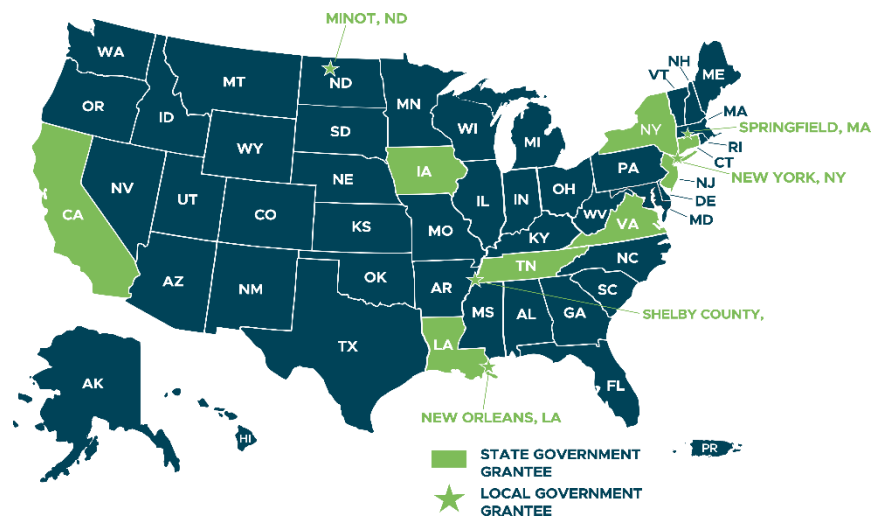 MINOT, ND
WA
MT
ND
MN
OR
ID
SD
WI
MI
WY
NE
IA
NV
UT
CO
KS
MO
IL
IN
OH
PA
NY
VT
NH
ME
MA
SPRINGFIELD, MA
RI
CT
NEW YORK, NY
NJ
DE
MD
WV
VA
KY
CA
AZ
NM
OK
AR
TN
NC
SC
MS
AL
GA
SHELBY COUNTY,
TX
LA
FL
NEW ORLEANS, LA
AK
HI
PR
STATE GOVERNMENT
GRANTEE
LOCAL GOVERNMENT
GRANTEE